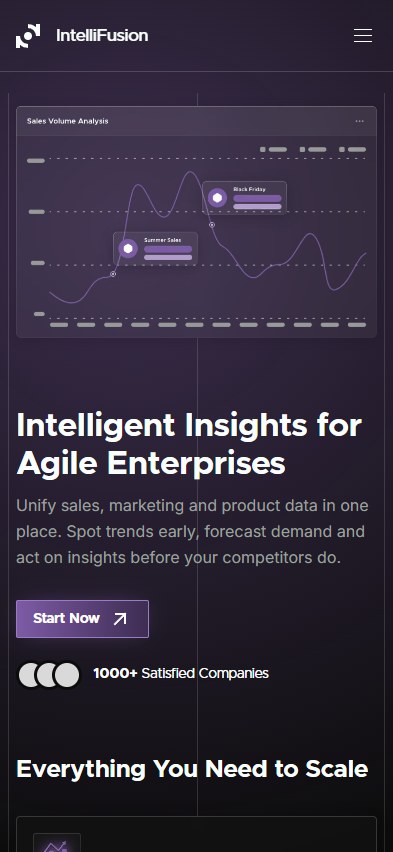 IntelliFusion
Sales Volume Analysis
Black Friday
Summer Sales
Intelligent Insights for
Agile Enterprises
Unify sales, marketing and product data in one
place. Spot trends early, forecast demand and
act on insights before your competitors do.
Start Now
1000+ Satisfied Companies
Everything You Need to Scale